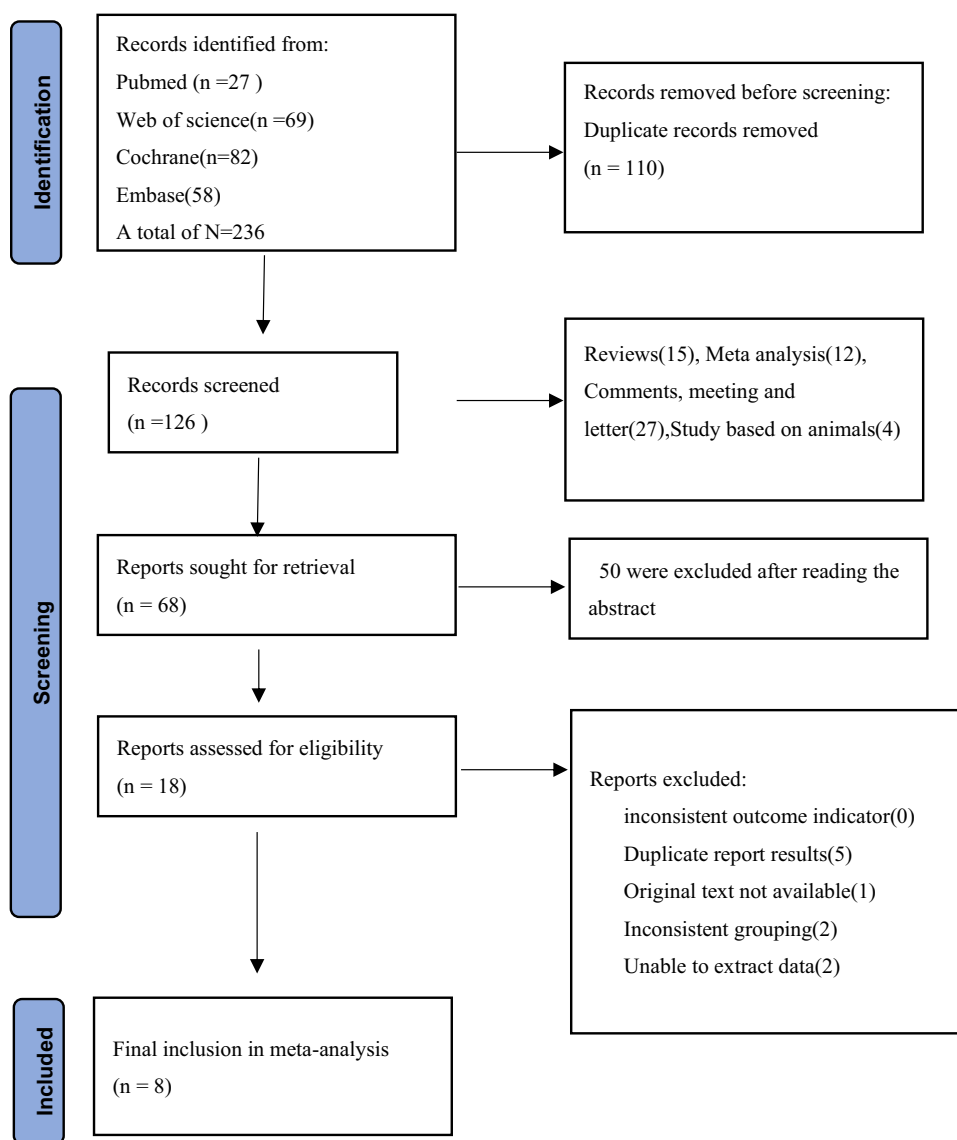 Identification
Records identified from:
Pubmed (n =27 )
Web of science(n =69)
Cochrane(n=82)
Embase(58)
A total of N=236
Records removed before screening:
Duplicate records removed
(n = 110)
Screening
Records screened
(n =126 )
Reviews(15), Meta analysis(12),
Comments, meeting and
letter(27),Study based on animals(4)
Reports sought for retrieval
(n = 68)
50 were excluded after reading the
abstract
Reports assessed for eligibility
(n = 18)
Reports excluded:
inconsistent outcome indicator(0)
Duplicate report results(5)
Original text not available(1)
Inconsistent grouping(2)
Unable to extract data(2)
Included
Final inclusion in meta-analysis
(n = 8)